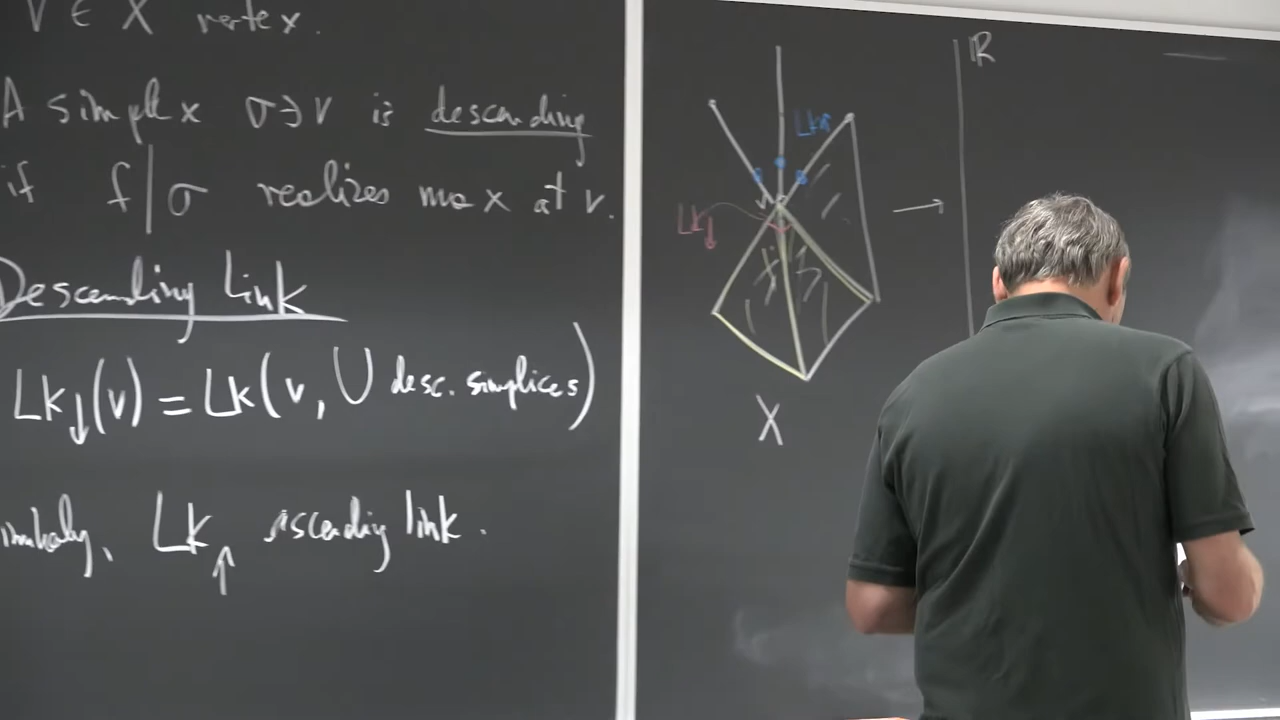 v ∈ X vertex.
A simplex σ∋v is descending
if f|σ realizes max at v.
Descending Link
Lk↓(v) = Lk(v, ∪ desc. simplices)
Lk↑ ascending link.
Lk↑
Lk↓
X
→
ℝ